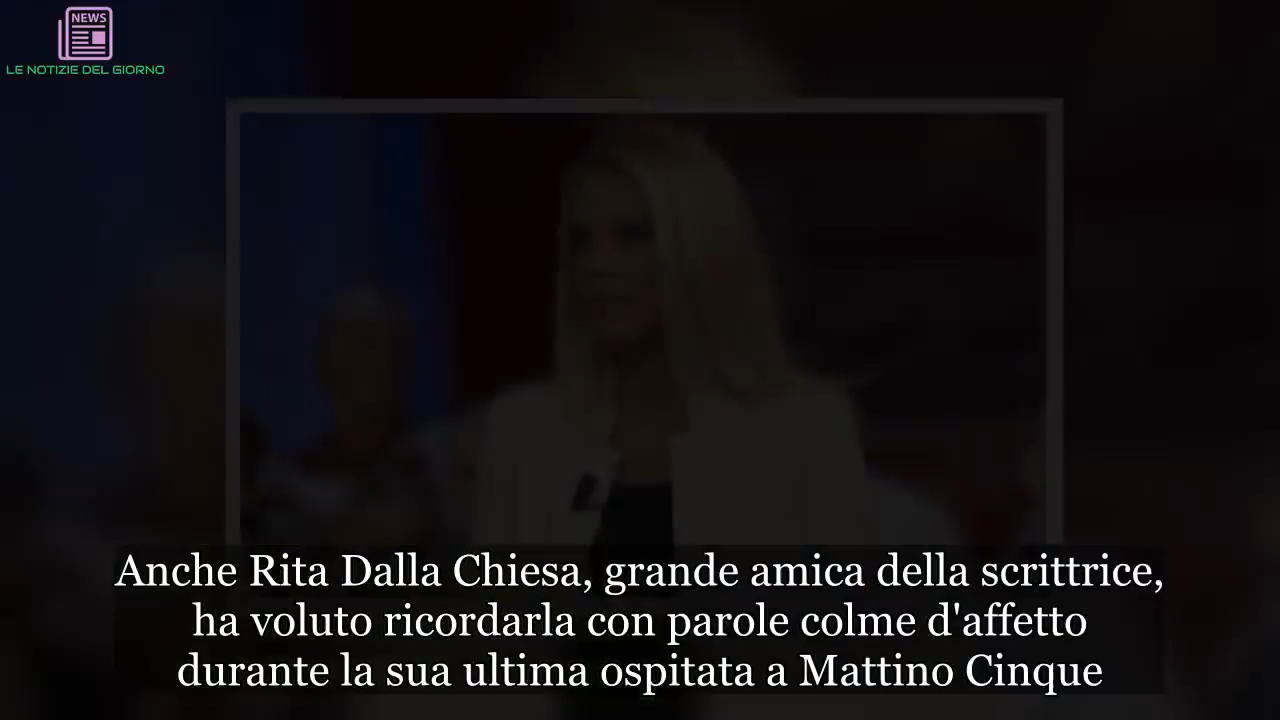 NEWS
LE NOTIZIE DEL GIORNO
Anche Rita Dalla Chiesa, grande amica della scrittrice,
ha voluto ricordarla con parole colme d'affetto
durante la sua ultima ospitata a Mattino Cinque